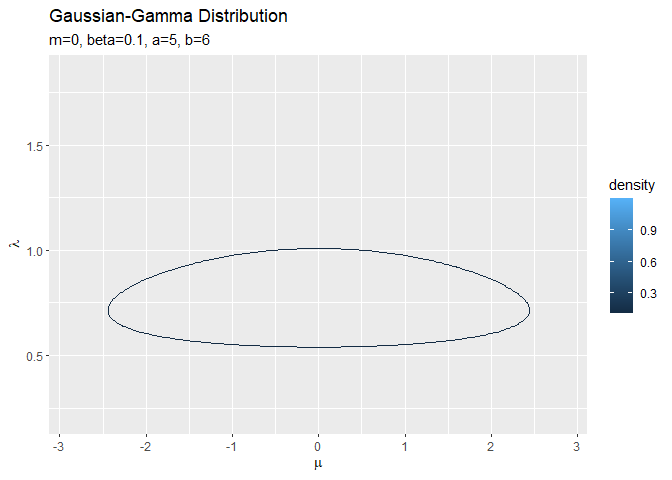 Gaussian-Gamma Distribution
m=0, beta=0.1, a=5, b=6
density
0.9
0.6
0.3
1.5
1.0
0.5
λ
-3 -2 -1 0 1 2 3
μ